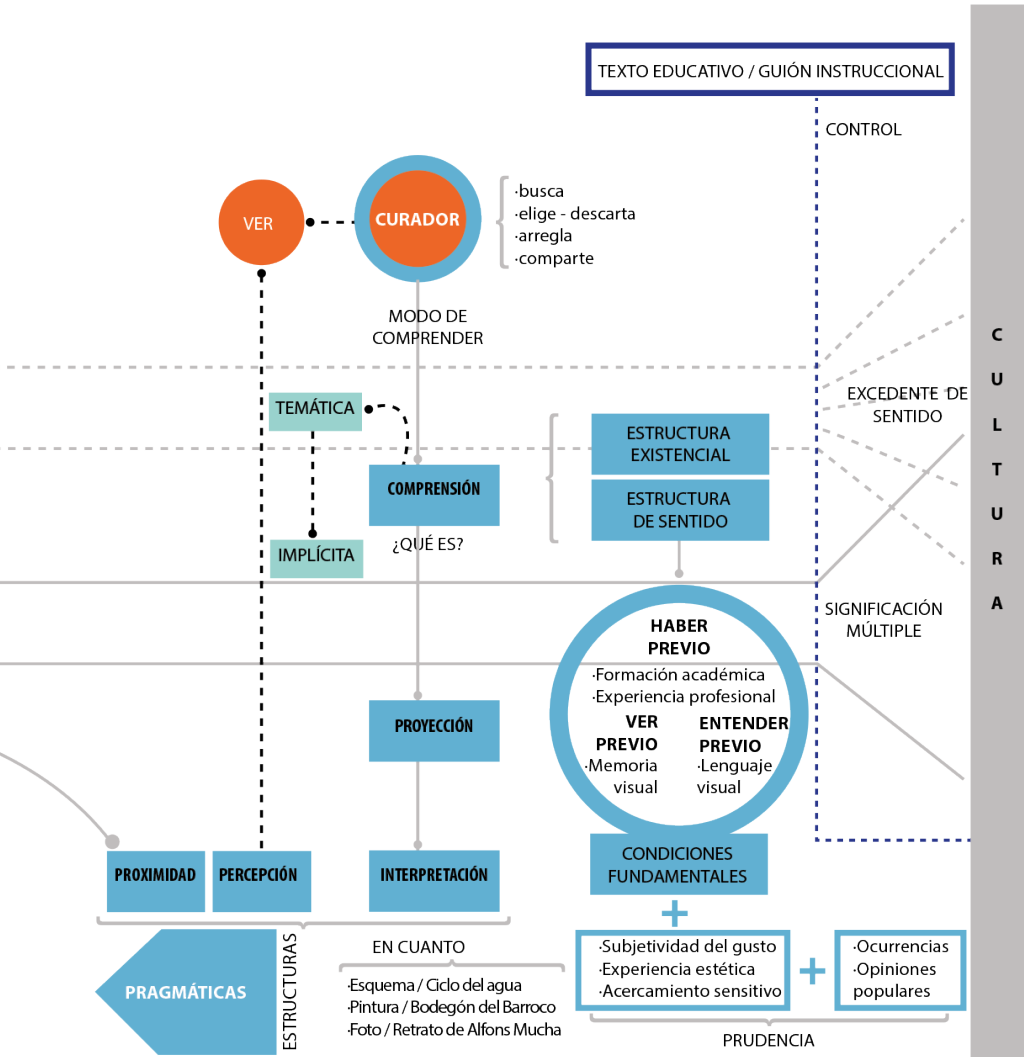 TEXTO EDUCATIVO / GUIÓN INSTRUCCIONAL
CONTROL
VER
CURADOR
·busca
·elige - descarta
·arregla
·comparte
MODO DE
COMPRENDER
TEMÁTICA
COMPRENSIÓN
¿QUÉ ES?
IMPLÍCITA
ESTRUCTURA
EXISTENCIAL
ESTRUCTURA
DE SENTIDO
EXCEDENTE DE
SENTIDO
CULTURA
SIGNIFICACIÓN
MÚLTIPLE
HABER
PREVIO
·Formación académica
·Experiencia profesional
VER
PREVIO
·Memoria
visual
ENTENDER
PREVIO
·Lenguaje
visual
PROYECCIÓN
PROXIMIDAD
PERCEPCIÓN
INTERPRETACIÓN
CONDICIONES
FUNDAMENTALES
+
PRAGMÁTICAS
ESTRUCTURAS
EN CUANTO
·Esquema / Ciclo del agua
·Pintura / Bodegón del Barroco
·Foto / Retrato de Alfons Mucha
·Subjetividad del gusto
·Experiencia estética
·Acercamiento sensitivo
+
·Ocurrencias
·Opiniones
populares
PRUDENCIA